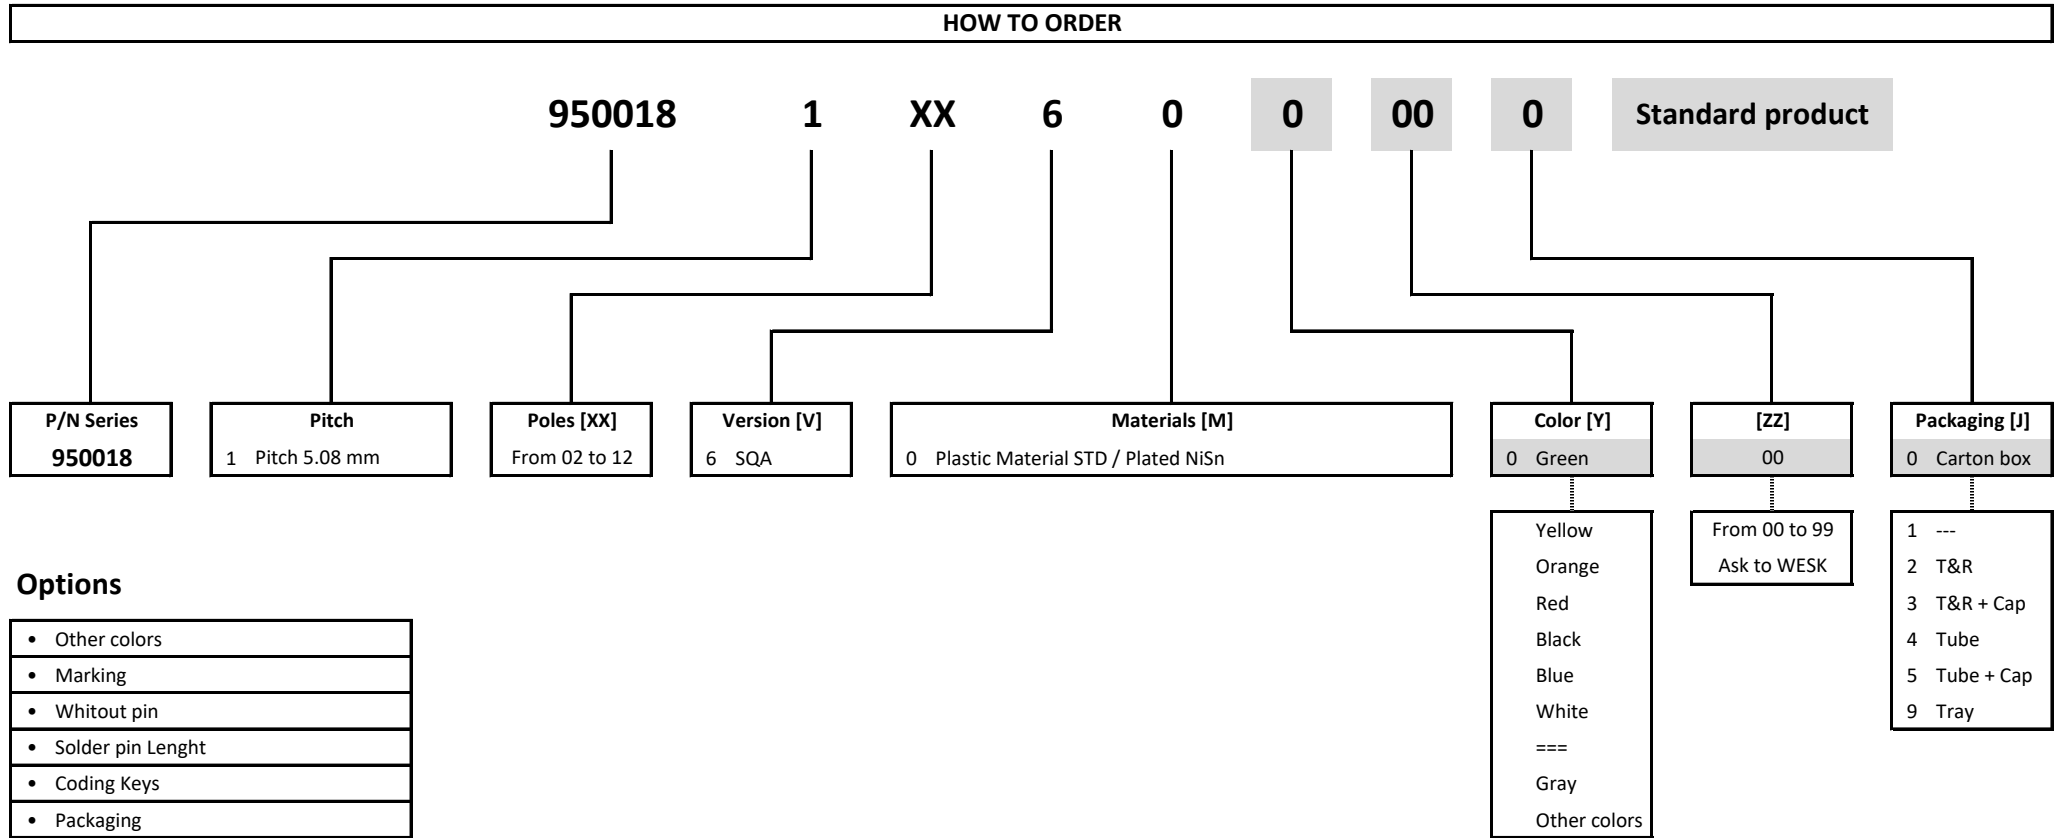 HOW TO ORDER
950018 1 XX 6 0 0 00 0 Standard product
P/N Series Pitch Poles [XX] Version [V] Materials [M] Color [Y] [ZZ] Packaging [J]
950018 1 Pitch 5.08 mm From 02 to 12 6 SQA 0 Plastic Material STD / Plated NiSn 0 Green 00 0 Carton box
Yellow From 00 to 99 1 ---
Orange Ask to WESK 2 T&R
Red 3 T&R + Cap
Black 4 Tube
Blue 5 Tube + Cap
White 9 Tray
===
Gray
Other colors
Options
• Other colors
• Marking
• Whitout pin
• Solder pin Lenght
• Coding Keys
• Packaging